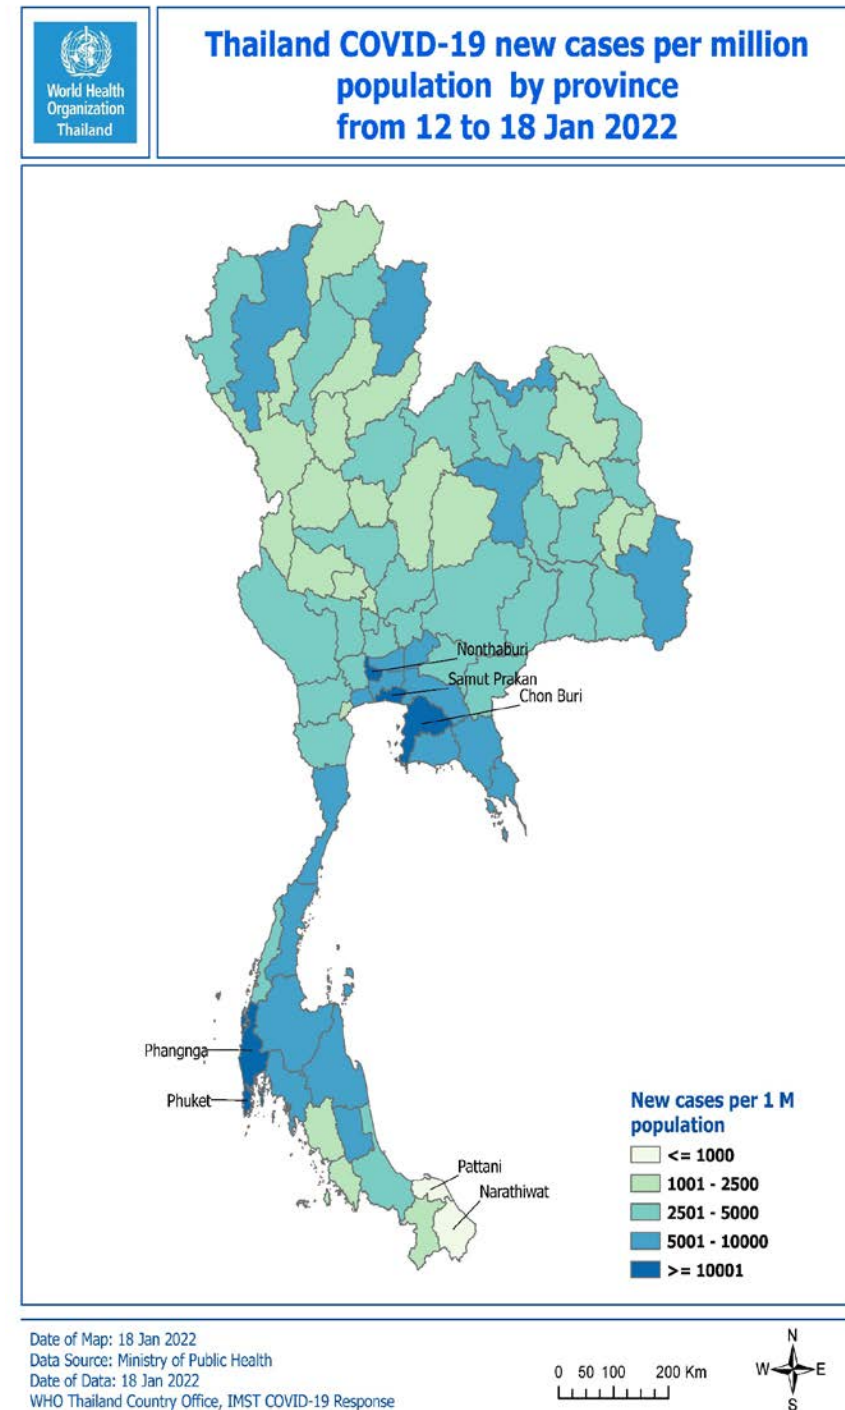 World Health
Organization
Thailand
Thailand COVID-19 new cases per million
population by province
from 12 to 18 Jan 2022
Nonthaburi
Samut Prakan
Chon Buri
Phangnga
Phuket
Pattani
Narathiwat
New cases per 1 M
population
<= 1000
1001 - 2500
2501 - 5000
5001 - 10000
>= 10001
Date of Map: 18 Jan 2022
Data Source: Ministry of Public Health
Date of Data: 18 Jan 2022
WHO Thailand Country Office, IMST COVID-19 Response
0 50 100 200 Km
N
W E
S